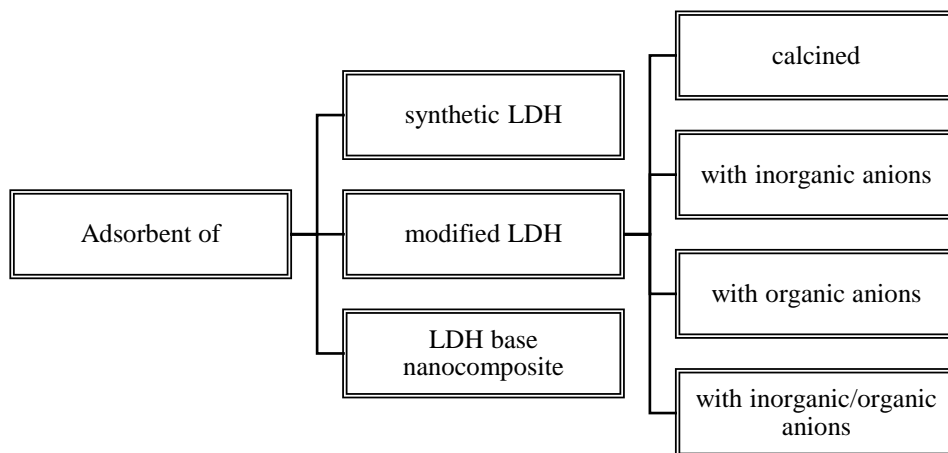 Adsorbent of
synthetic LDH
modified LDH
LDH base
nanocomposite
calcined
with inorganic anions
with organic anions
with inorganic/organic
anions